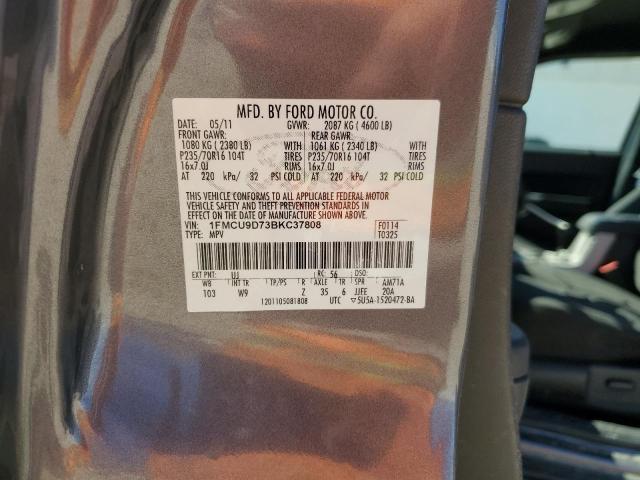 MFD. BY FORD MOTOR CO.
DATE: 05/11 GVWR: 2087 KG ( 4600 LB)
FRONT GAWR: REAR GAWR:
1080 KG ( 2380 LB) WITH 1061 KG ( 2340 LB) WITH
P235/70R16 104T TIRES P235/70R16 104T TIRES
16x7.0J RIMS 16x7.0J RIMS
AT 220 kPa/ 32 PSI COLD AT 220 kPa/ 32 PSI COLD
THIS VEHICLE CONFORMS TO ALL APPLICABLE FEDERAL MOTOR
VEHICLE SAFETY AND THEFT PREVENTION STANDARDS IN
EFFECT ON THE DATE OF MANUFACTURE SHOWN ABOVE.
VIN: 1FMCU9D73BKC37808 F0114
TYPE: MPV T0325
EXT PNT: UJ RC: 56 DSO:
WB INT TR TP/PS R AXLE TR SPR AM71A
103 W9 Z 35 6 JJEE 20A
1201105081808 UTC ▽5U5A-1520472-BA